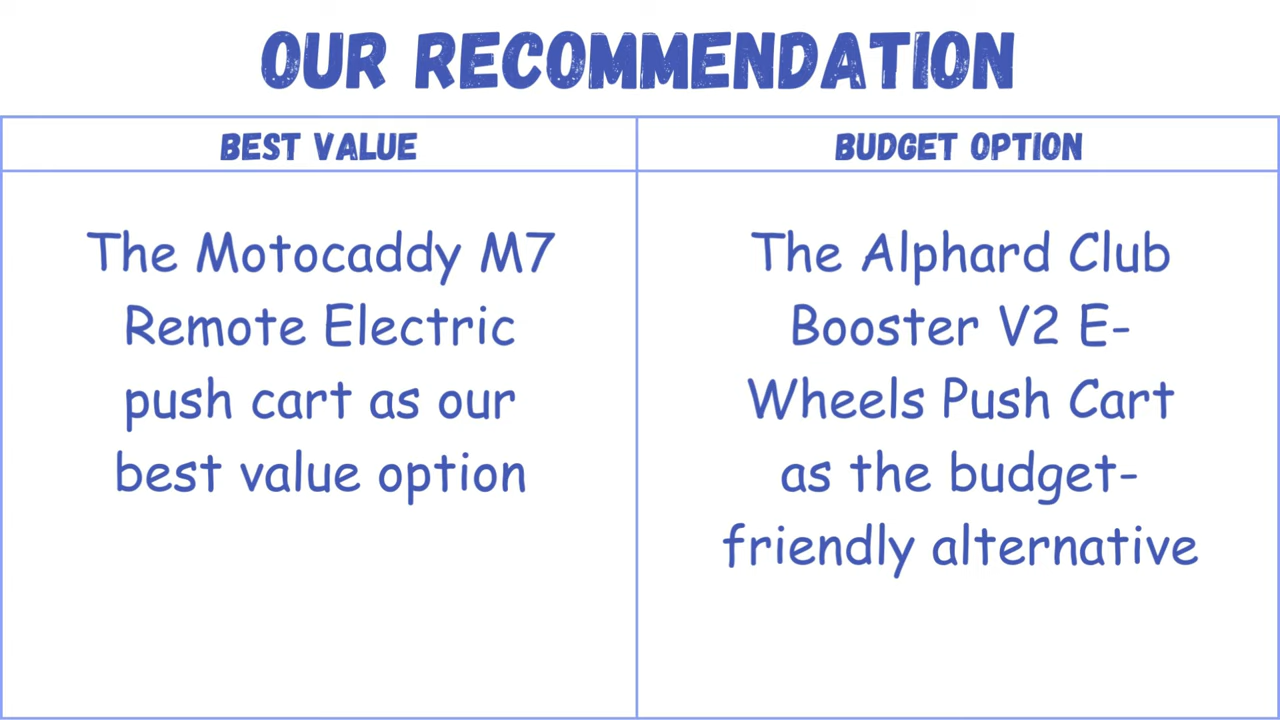 OUR RECOMMENDATION
BEST VALUE
The Motocaddy M7
Remote Electric
push cart as our
best value option
BUDGET OPTION
The Alphard Club
Booster V2 E-
Wheels Push Cart
as the budget-
friendly alternative